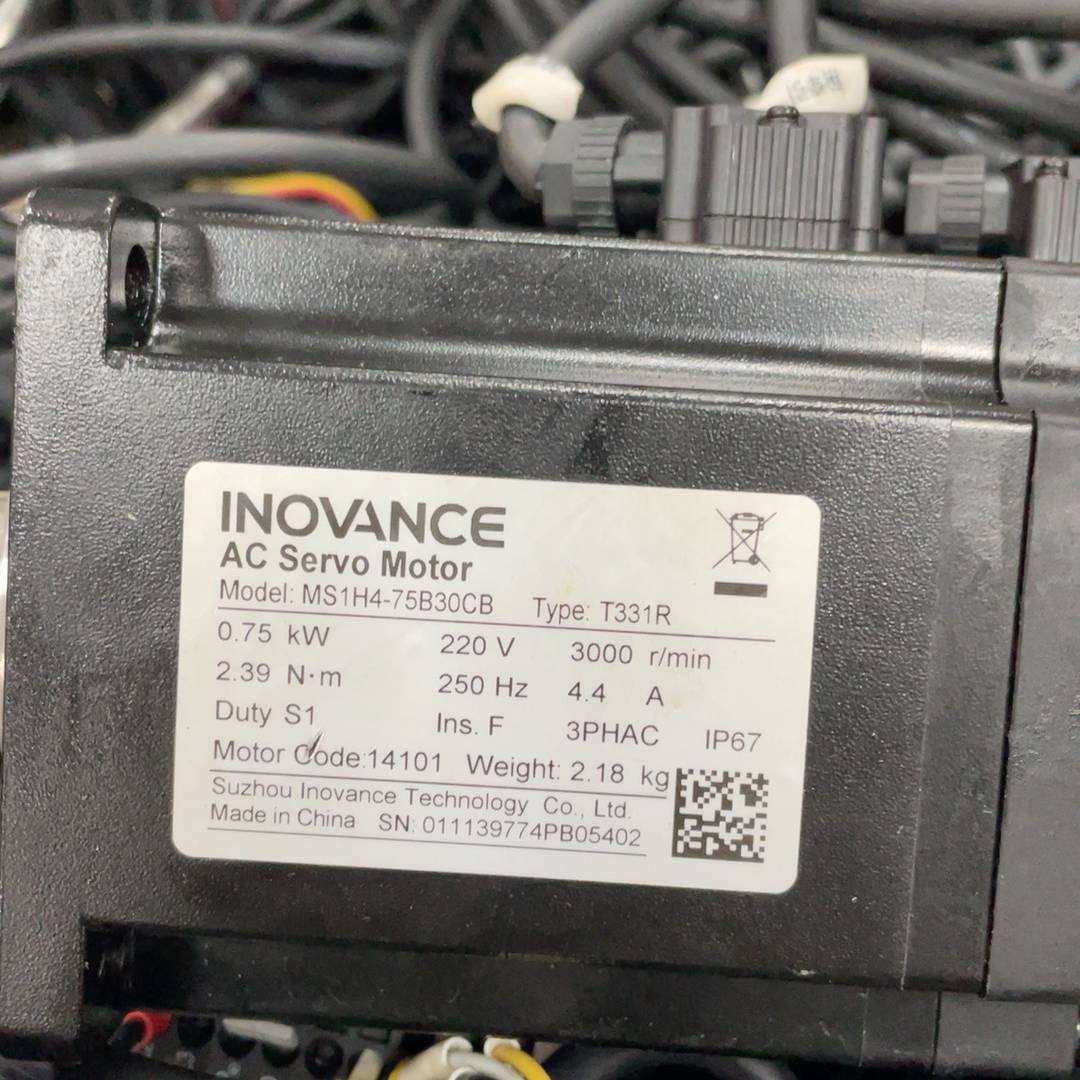 INOVANCE
AC Servo Motor
Model: MS1H4-75B30CB Type: T331R
0.75 kW 220 V 3000 r/min
2.39 N·m 250 Hz 4.4 A
Duty S1 Ins. F 3PHAC IP67
Motor Code:14101 Weight: 2.18 kg
Suzhou Inovance Technology Co., Ltd.
Made in China SN: 011139774PB05402